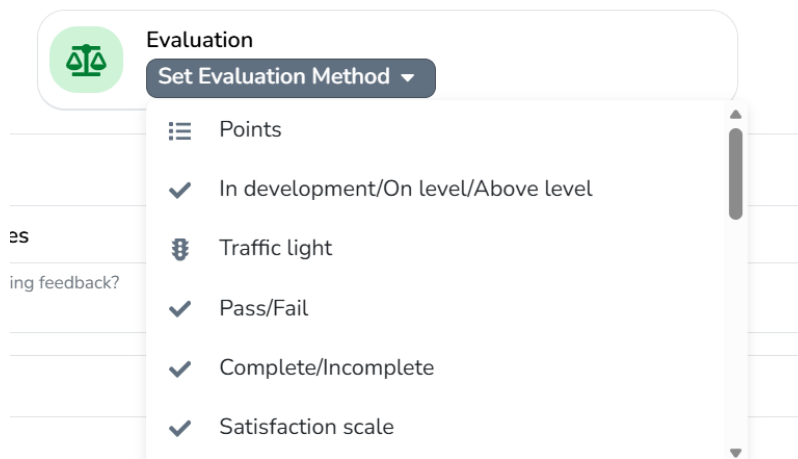 Evaluation
Set Evaluation Method
Points
In development/On level/Above level
Traffic light
es
ing feedback?
Pass/Fail
Complete/Incomplete
Satisfaction scale